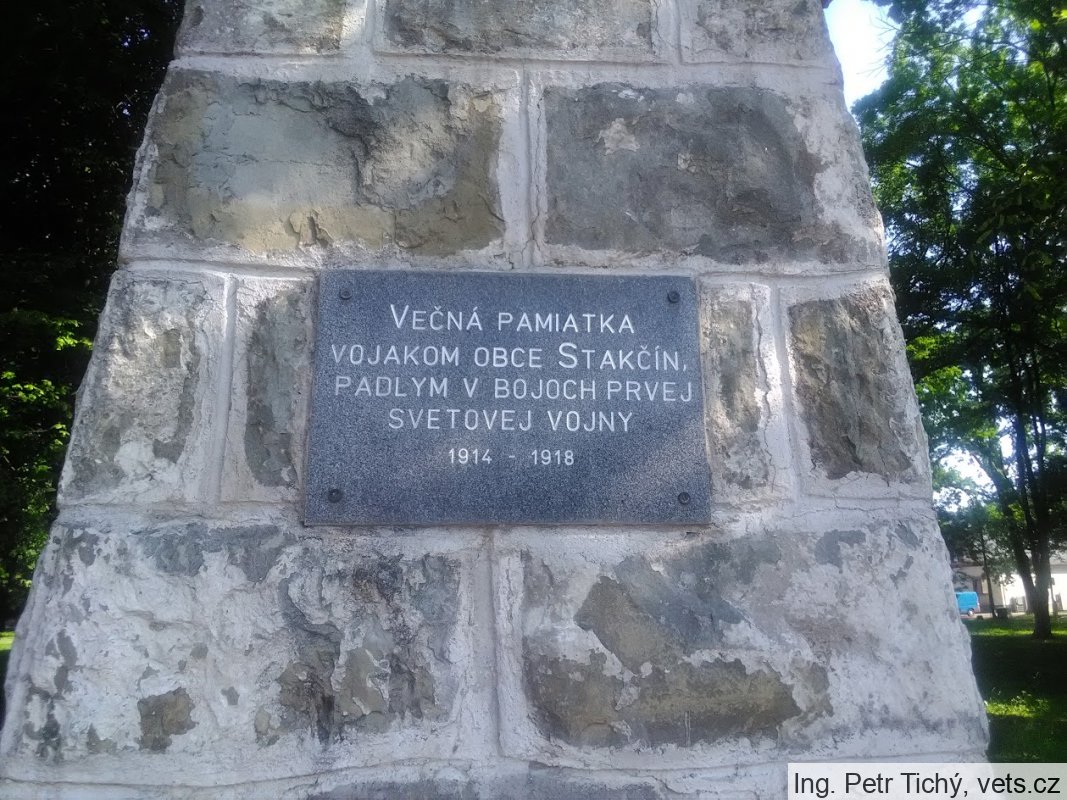 VEČNÁ PAMIATKA
VOJAKOM OBCE STAKČÍN,
PADLYM V BOJOCH PRVEJ
SVETOVEJ VOJNY
1914 - 1918
Ing. Petr Tichý, vets.cz